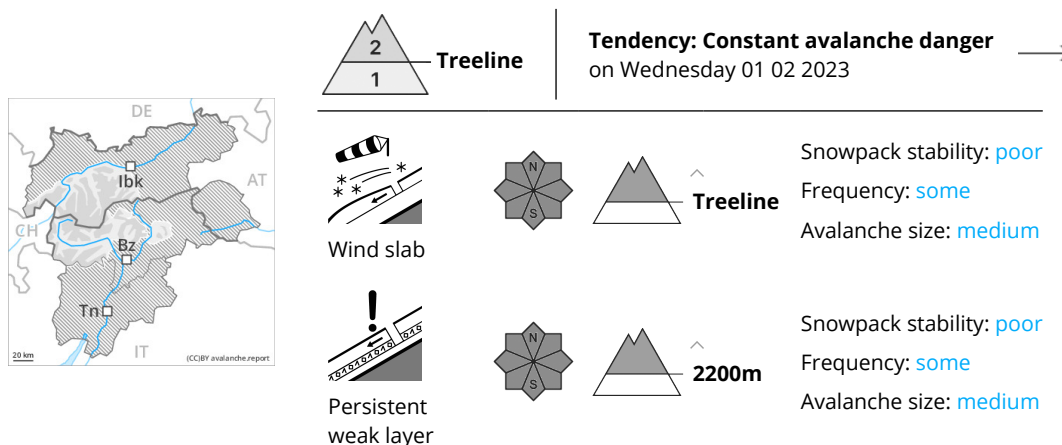 2
1
Treeline
Tendency: Constant avalanche danger
on Wednesday 01 02 2023
DE
Ibk
AT
CH
Bz
Tn
IT
20 km
(CC)BY avalanche.report
Wind slab
N
S
Treeline
Snowpack stability: poor
Frequency: some
Avalanche size: medium
Persistent
weak layer
N
S
2200m
Snowpack stability: poor
Frequency: some
Avalanche size: medium